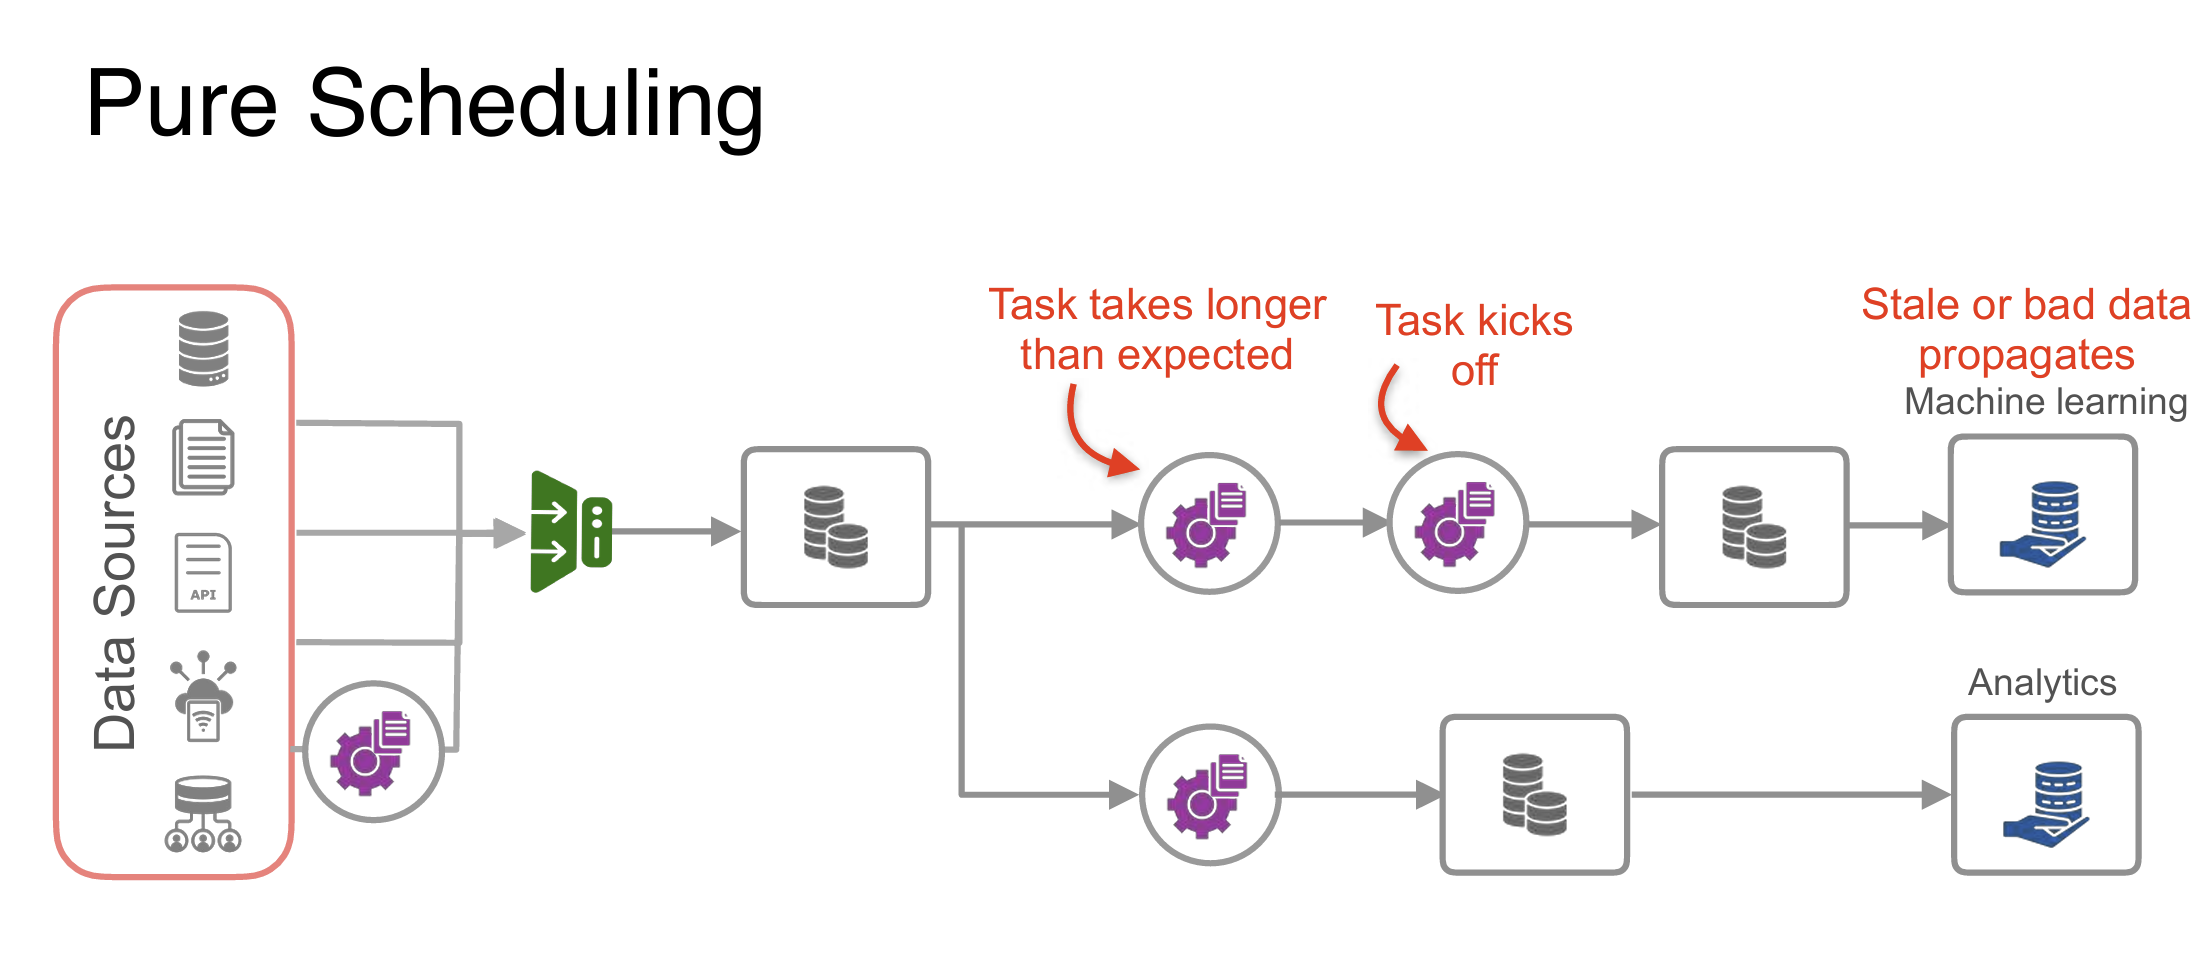 Pure Scheduling
Task takes longer
than expected
Task kicks
off
Stale or bad data
propagates
Machine learning
Data Sources
API
Analytics